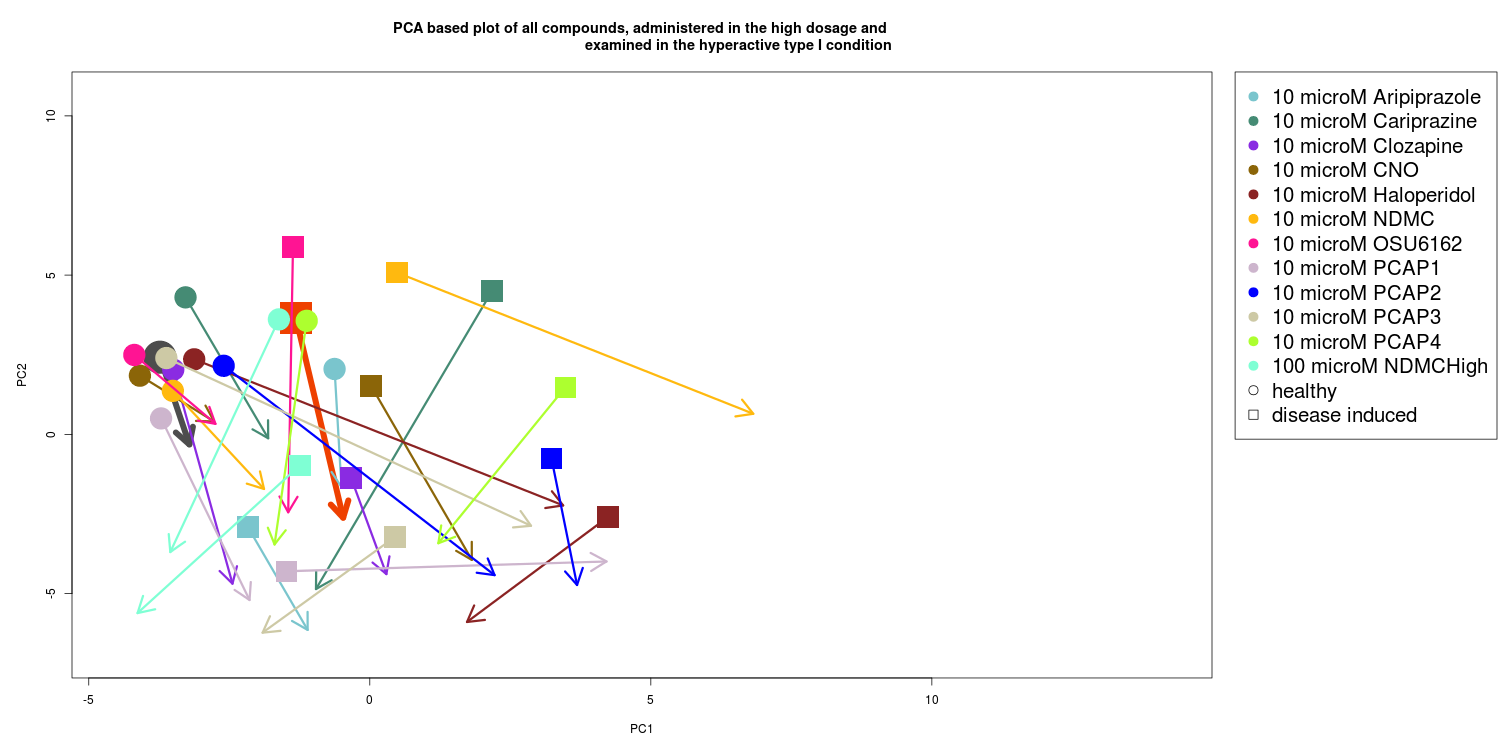 PCA based plot of all compounds, administered in the high dosage and
examined in the hyperactive type I condition
10
5
0
-5
PC2
-5
0
5
10
PC1
10 microM Aripiprazole
10 microM Cariprazine
10 microM Clozapine
10 microM CNO
10 microM Haloperidol
10 microM NDMC
10 microM OSU6162
10 microM PCAP1
10 microM PCAP2
10 microM PCAP3
10 microM PCAP4
100 microM NDMCHigh
healthy
disease induced